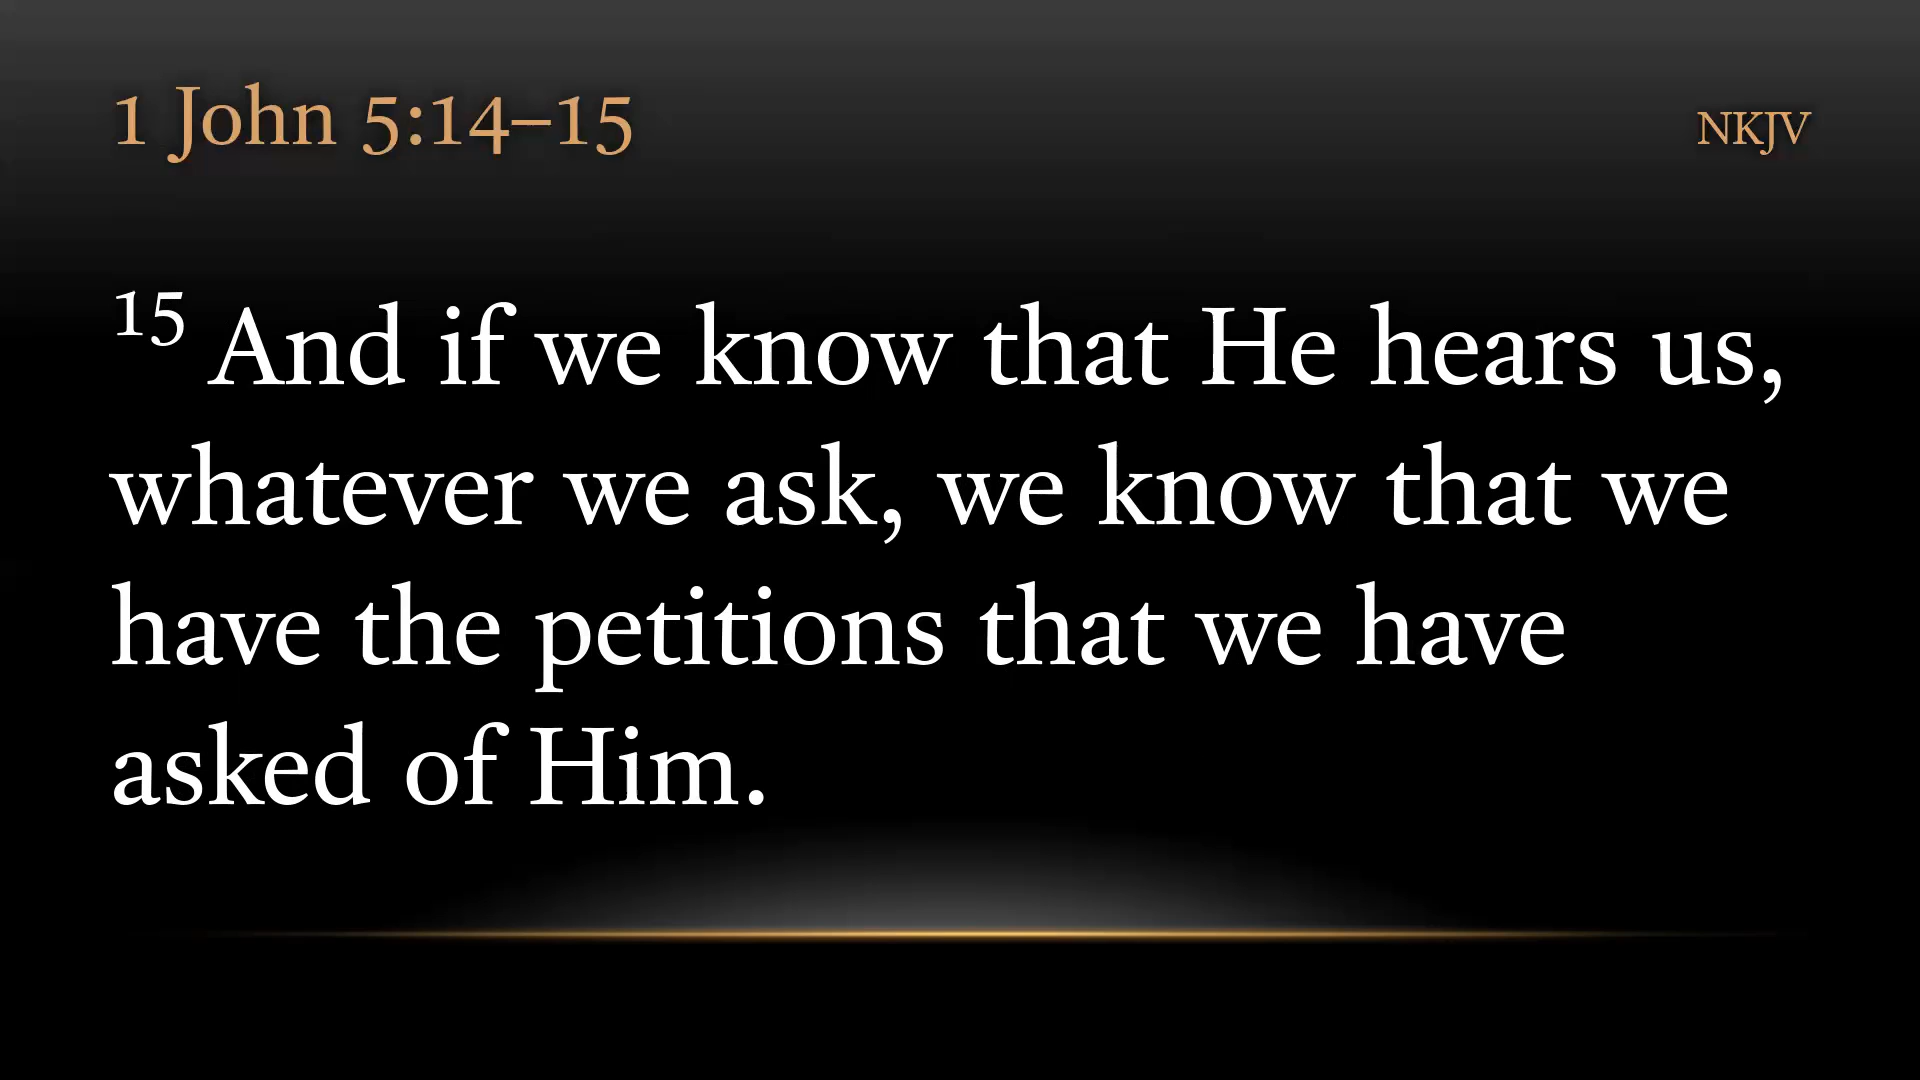 1 John 5:14–15
NKJV
15 And if we know that He hears us,
whatever we ask, we know that we
have the petitions that we have
asked of Him.